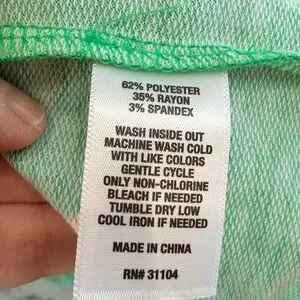 62% POLYESTER
35% RAYON
3% SPANDEX
WASH INSIDE OUT
MACHINE WASH COLD
WITH LIKE COLORS
GENTLE CYCLE
ONLY NON-CHLORINE
BLEACH IF NEEDED
TUMBLE DRY LOW
COOL IRON IF NEEDED
MADE IN CHINA
RN# 31104